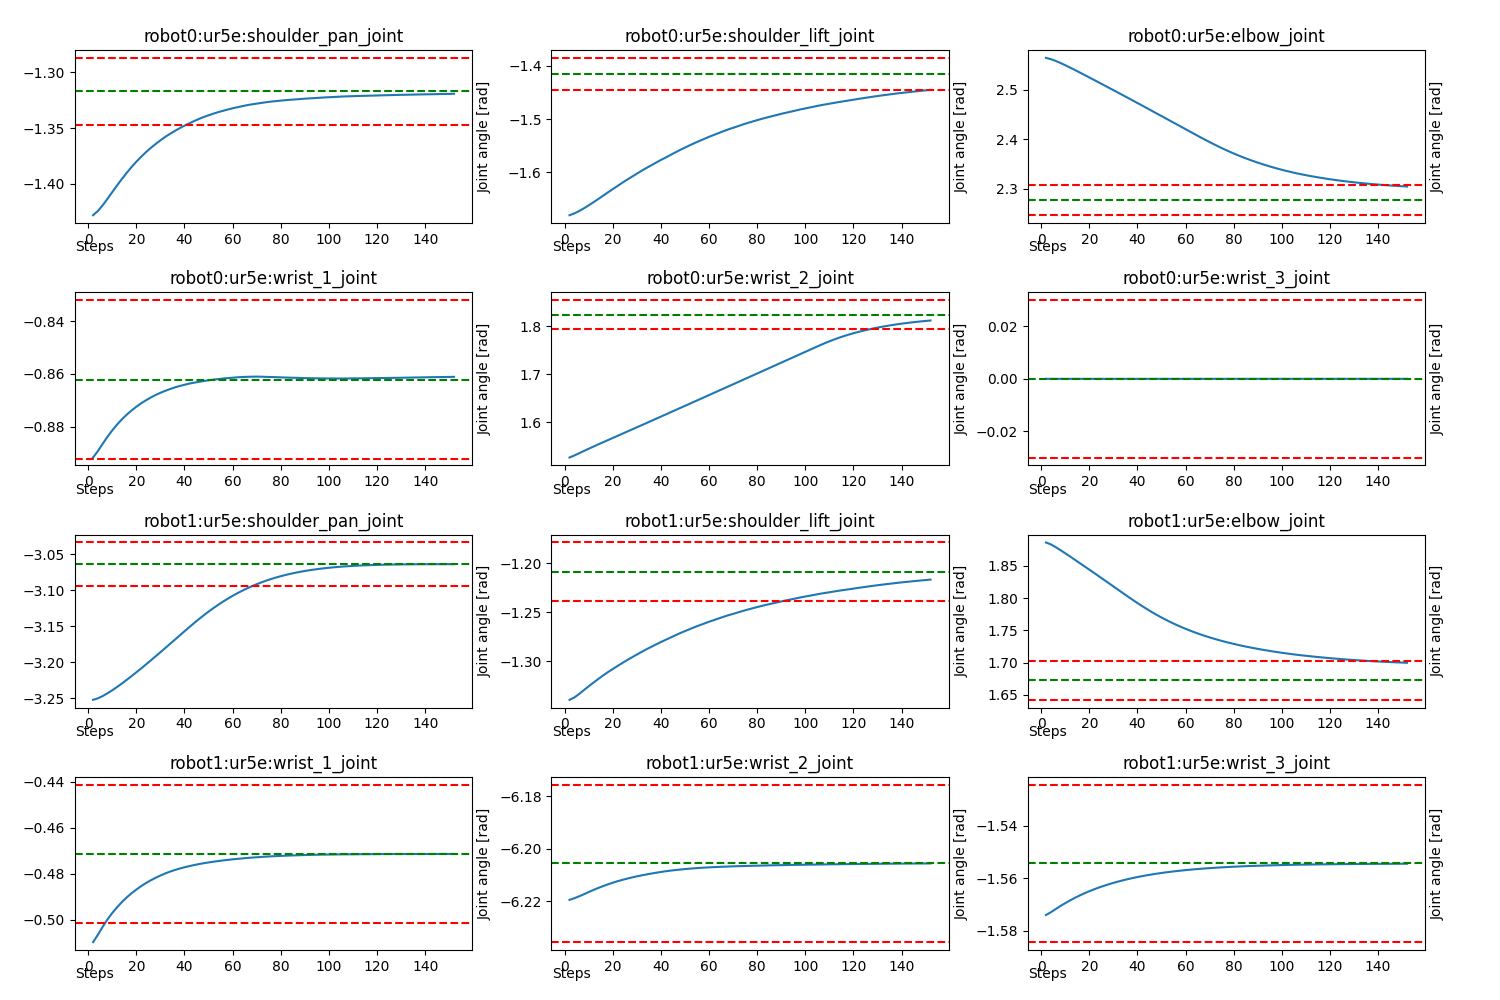 robot0:ur5e:shoulder_pan_joint
−1.30
−1.35
−1.40
0 20 40 60 80 100 120 140
Steps
Joint angle [rad]
robot0:ur5e:shoulder_lift_joint
−1.4
−1.5
−1.6
0 20 40 60 80 100 120 140
Steps
Joint angle [rad]
robot0:ur5e:elbow_joint
2.5
2.4
2.3
0 20 40 60 80 100 120 140
Steps
Joint angle [rad]
robot0:ur5e:wrist_1_joint
−0.84
−0.86
−0.88
0 20 40 60 80 100 120 140
Steps
Joint angle [rad]
robot0:ur5e:wrist_2_joint
1.8
1.7
1.6
0 20 40 60 80 100 120 140
Steps
Joint angle [rad]
robot0:ur5e:wrist_3_joint
0.02
0.00
−0.02
0 20 40 60 80 100 120 140
Steps
Joint angle [rad]
robot1:ur5e:shoulder_pan_joint
−3.05
−3.10
−3.15
−3.20
−3.25
0 20 40 60 80 100 120 140
Steps
Joint angle [rad]
robot1:ur5e:shoulder_lift_joint
−1.20
−1.25
−1.30
0 20 40 60 80 100 120 140
Steps
Joint angle [rad]
robot1:ur5e:elbow_joint
1.85
1.80
1.75
1.70
1.65
0 20 40 60 80 100 120 140
Steps
Joint angle [rad]
robot1:ur5e:wrist_1_joint
−0.44
−0.46
−0.48
−0.50
0 20 40 60 80 100 120 140
Steps
Joint angle [rad]
robot1:ur5e:wrist_2_joint
−6.18
−6.20
−6.22
0 20 40 60 80 100 120 140
Steps
Joint angle [rad]
robot1:ur5e:wrist_3_joint
−1.54
−1.56
−1.58
0 20 40 60 80 100 120 140
Steps
Joint angle [rad]